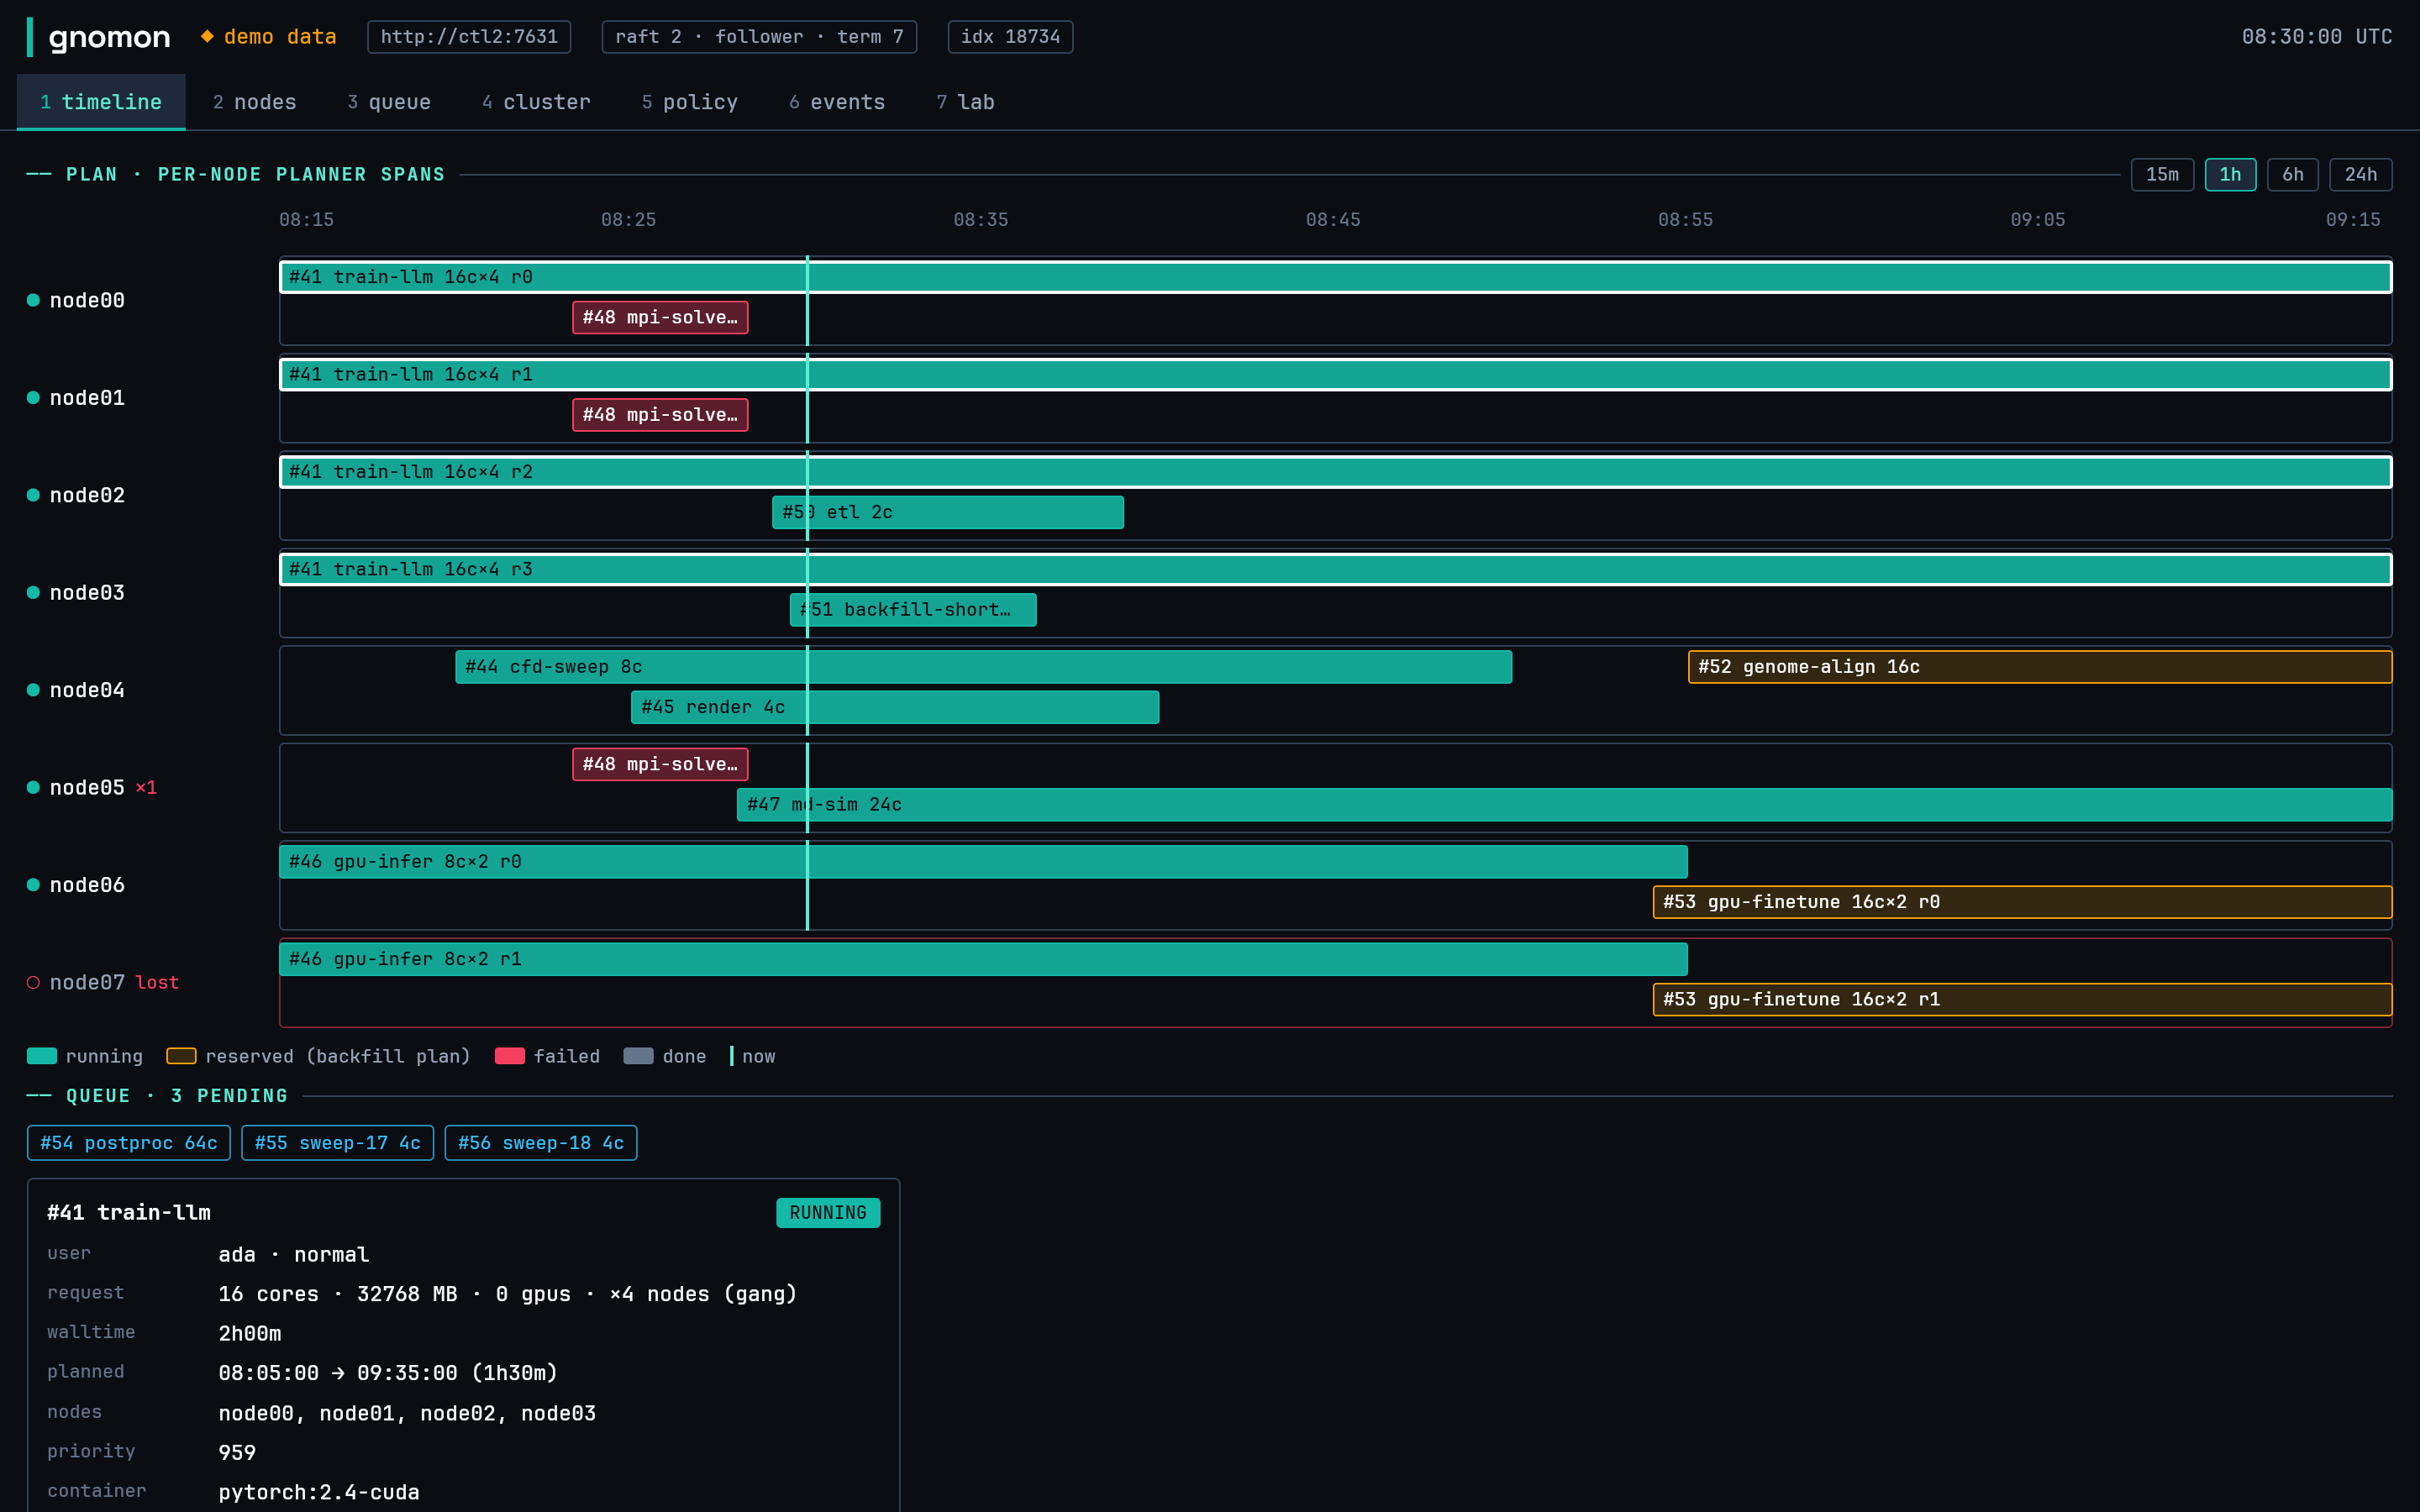 gnomon ◆ demo data http://ctl2:7631 raft 2 · follower · term 7 idx 18734 08:30:00 UTC
1 timeline 2 nodes 3 queue 4 cluster 5 policy 6 events 7 lab
── PLAN · PER-NODE PLANNER SPANS 15m 1h 6h 24h
08:15 08:25 08:35 08:45 08:55 09:05 09:15
node00
#41 train-llm 16c×4 r0
#48 mpi-solve…
node01
#41 train-llm 16c×4 r1
#48 mpi-solve…
node02
#41 train-llm 16c×4 r2
#50 etl 2c
node03
#41 train-llm 16c×4 r3
#51 backfill-short…
node04
#44 cfd-sweep 8c #52 genome-align 16c
#45 render 4c
node05 ×1
#48 mpi-solve…
#47 md-sim 24c
node06
#46 gpu-infer 8c×2 r0
#53 gpu-finetune 16c×2 r0
node07 lost
#46 gpu-infer 8c×2 r1
#53 gpu-finetune 16c×2 r1
running reserved (backfill plan) failed done now
── QUEUE · 3 PENDING
#54 postproc 64c #55 sweep-17 4c #56 sweep-18 4c
#41 train-llm RUNNING
user ada · normal
request 16 cores · 32768 MB · 0 gpus · ×4 nodes (gang)
walltime 2h00m
planned 08:05:00 → 09:35:00 (1h30m)
nodes node00, node01, node02, node03
priority 959
container pytorch:2.4-cuda